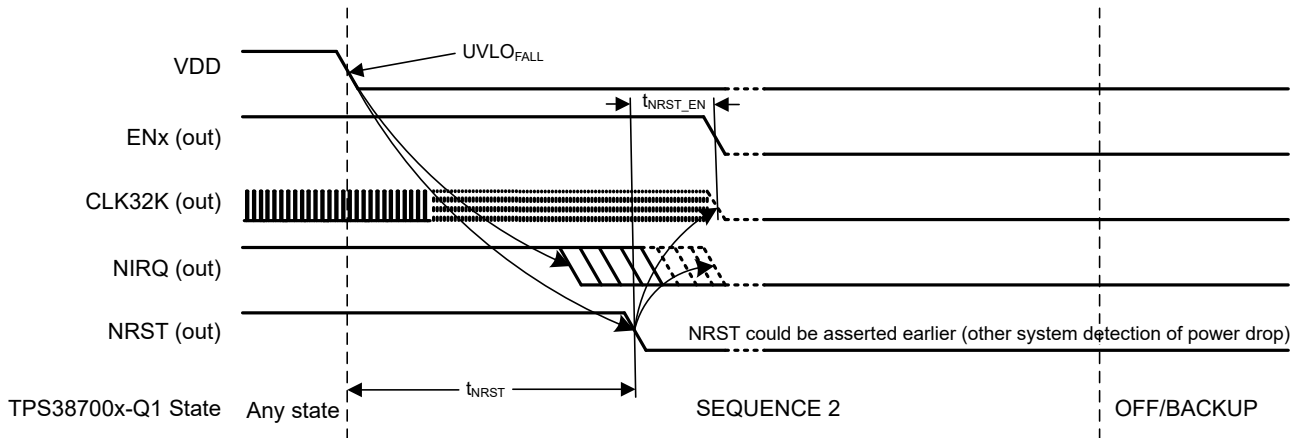 VDD
UVLOFALL
tNRST_EN
ENx (out)
CLK32K (out)
NIRQ (out)
NRST (out)
NRST could be asserted earlier (other system detection of power drop)
tNRST
TPS38700x-Q1 State
Any state
SEQUENCE 2
OFF/BACKUP